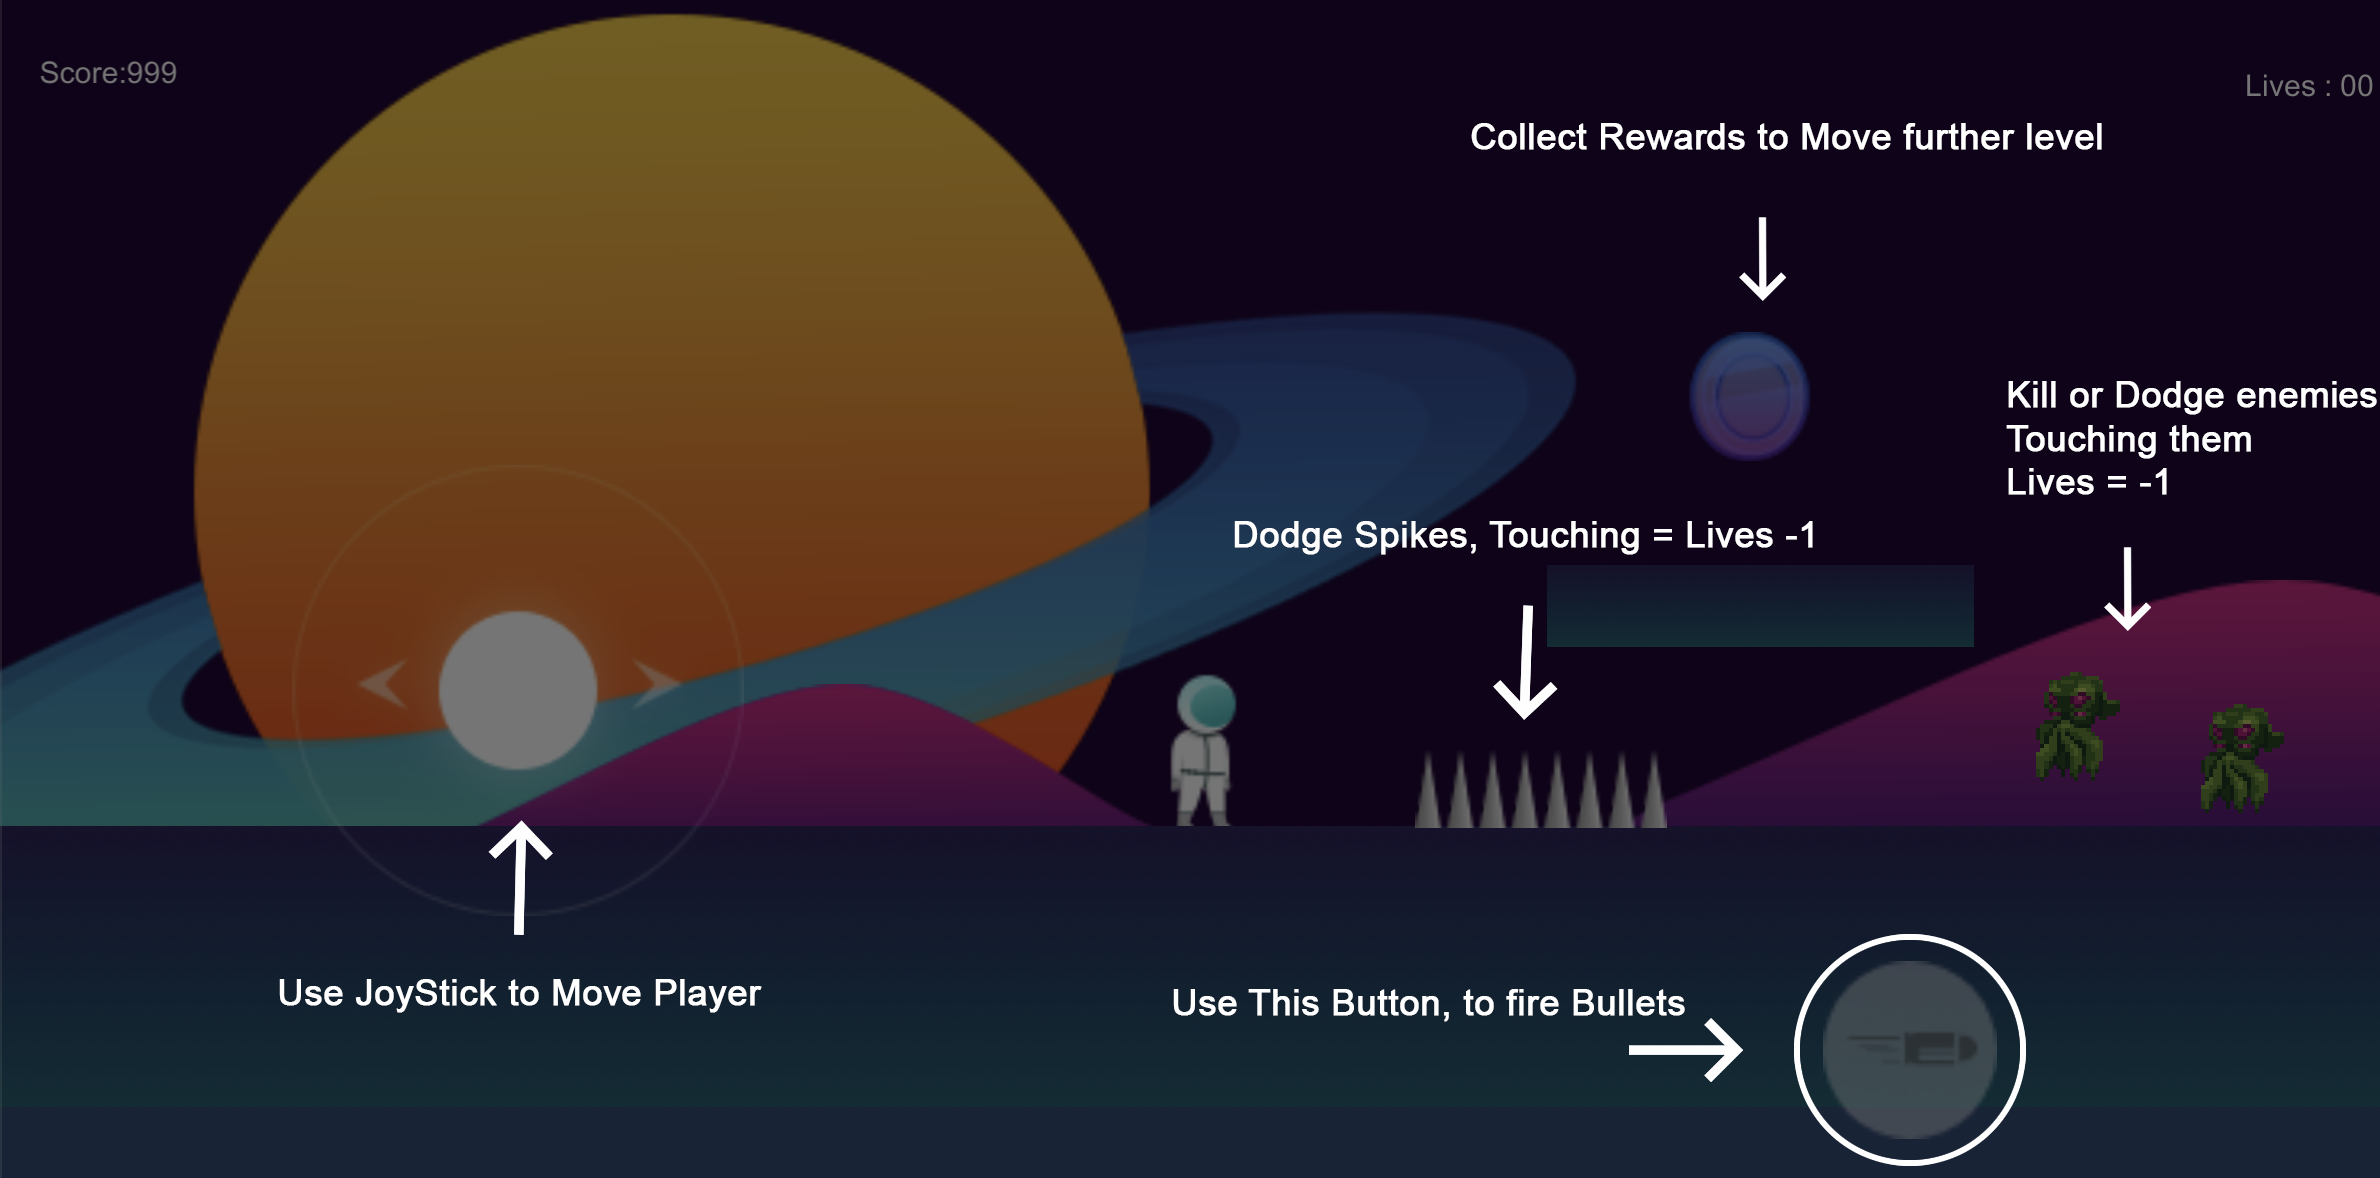 Score:999
Lives : 00
Collect Rewards to Move further level
Kill or Dodge enemies
Touching them
Lives = -1
Dodge Spikes, Touching = Lives -1
Use JoyStick to Move Player
Use This Button, to fire Bullets